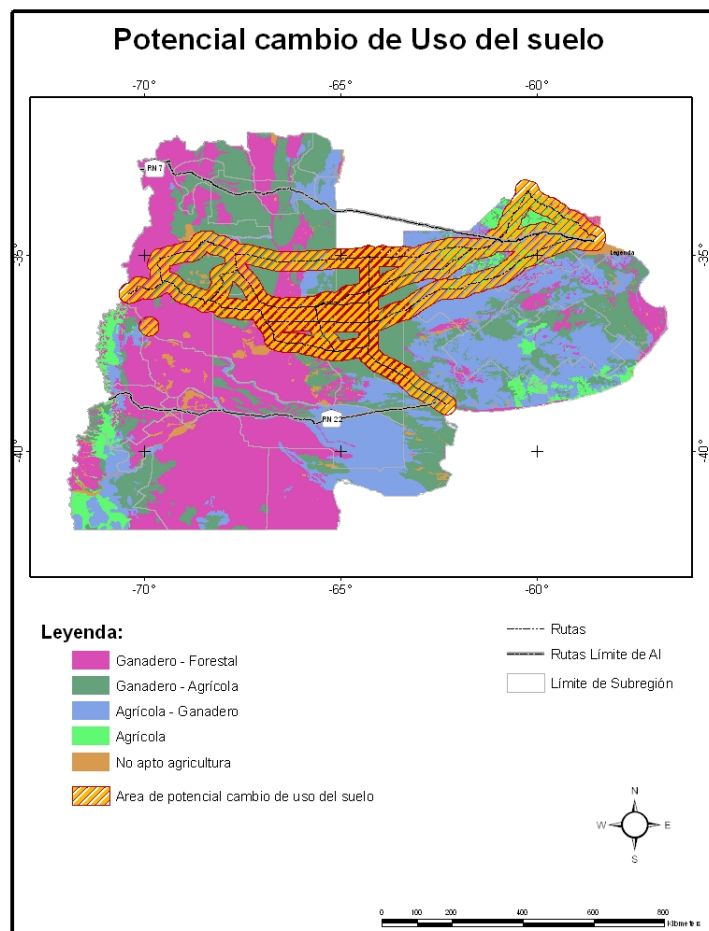 Potencial cambio de Uso del suelo
-70° -65° -60°
RN 7
-35° -35°
Legenda
RN 22
-40° -40°
-70° -65° -60°
Leyenda:
Ganadero - Forestal
Ganadero - Agrícola
Agrícola - Ganadero
Agrícola
No apto agricultura
Area de potencial cambio de uso del suelo
Rutas
Rutas Límite de AI
Límite de Subregión
N
W E
S
0 100 200 400 600 800
Kilometers